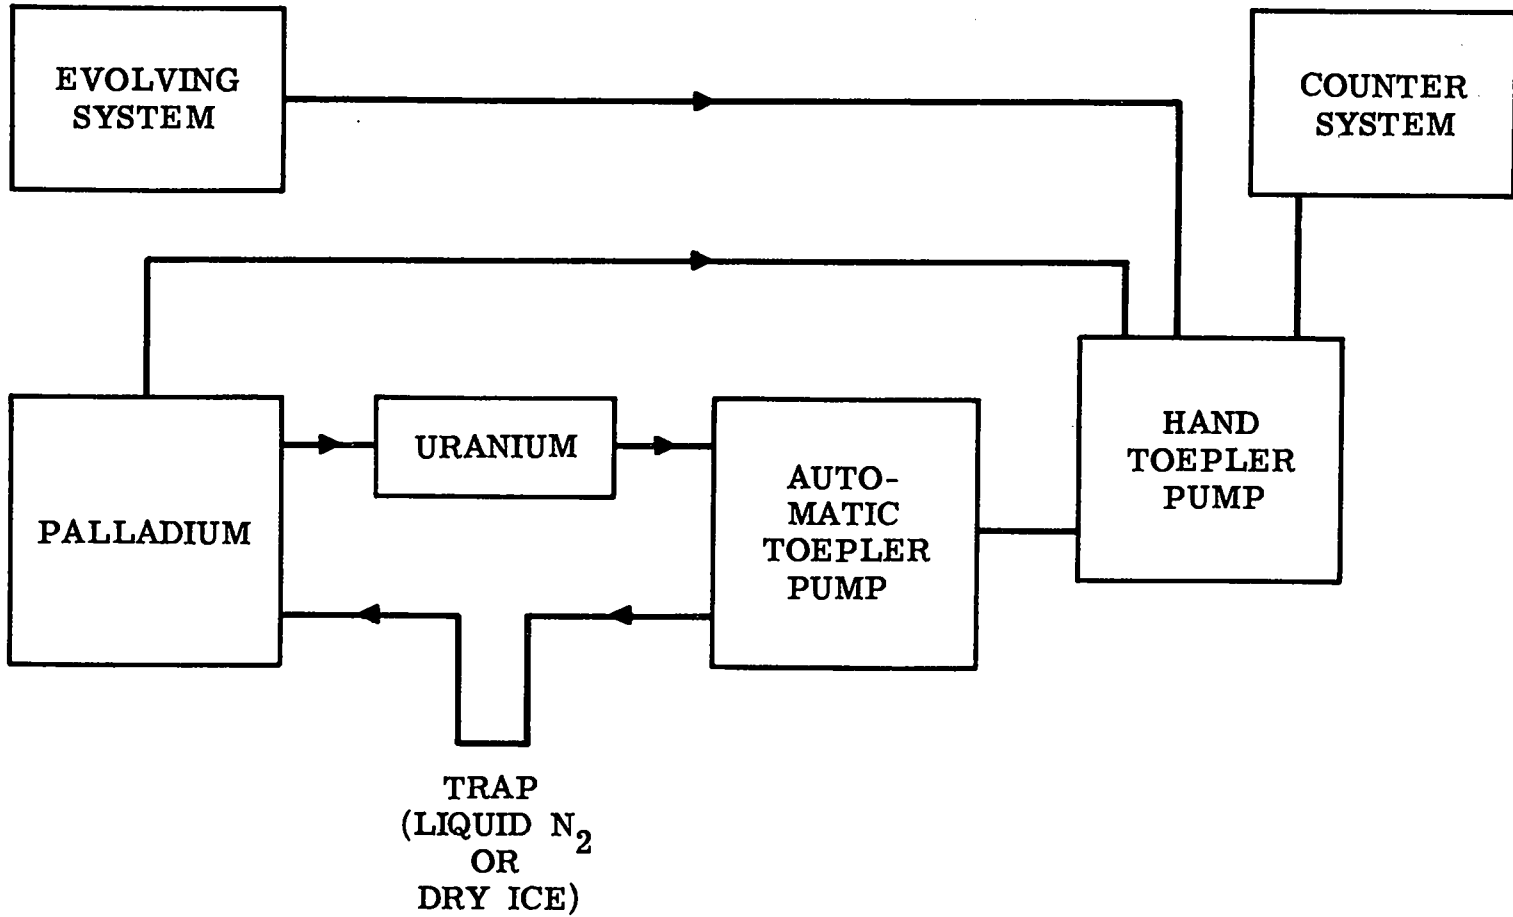 EVOLVING
SYSTEM
COUNTER
SYSTEM
PALLADIUM
URANIUM
AUTO-
MATIC
TOEPLER
PUMP
HAND
TOEPLER
PUMP
TRAP
(LIQUID N₂
OR
DRY ICE)